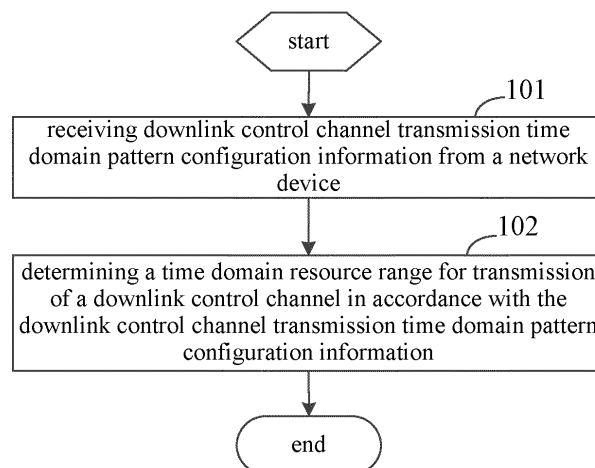 start
101
receiving downlink control channel transmission time
domain pattern configuration information from a network
device
102
determining a time domain resource range for transmission
of a downlink control channel in accordance with the
downlink control channel transmission time domain pattern
configuration information
end